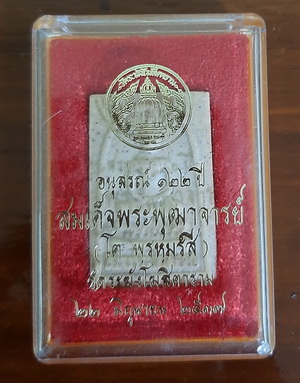 อนุสรณ์ ๑๒๒ ปี
สมเด็จพระพุฒาจารย์
(โต พรหมรังสี)
วัดระฆังโฆสิตาราม
๒๒ มิถุนายน ๒๕๓๗